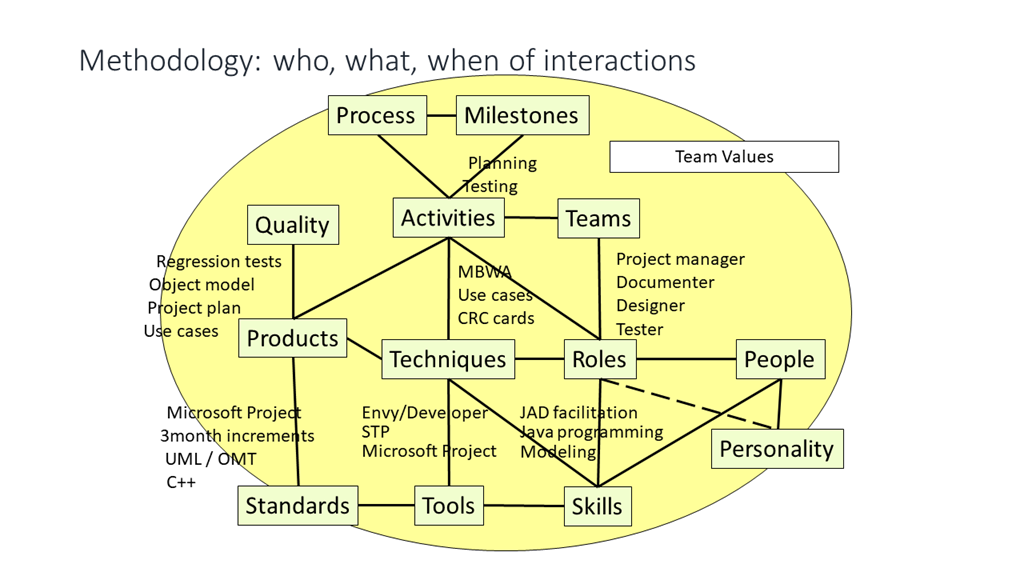 Methodology: who, what, when of interactions
Process
Milestones
Team Values
Planning
Testing
Quality
Activities
Teams
Regression tests
Object model
Project plan
Use cases
MBWA
Use cases
CRC cards
Project manager
Documenter
Designer
Tester
Products
Techniques
Roles
People
Microsoft Project
3month increments
UML / OMT
C++
Envy/Developer
STP
Microsoft Project
JAD facilitation
Java programming
Modeling
Personality
Standards
Tools
Skills